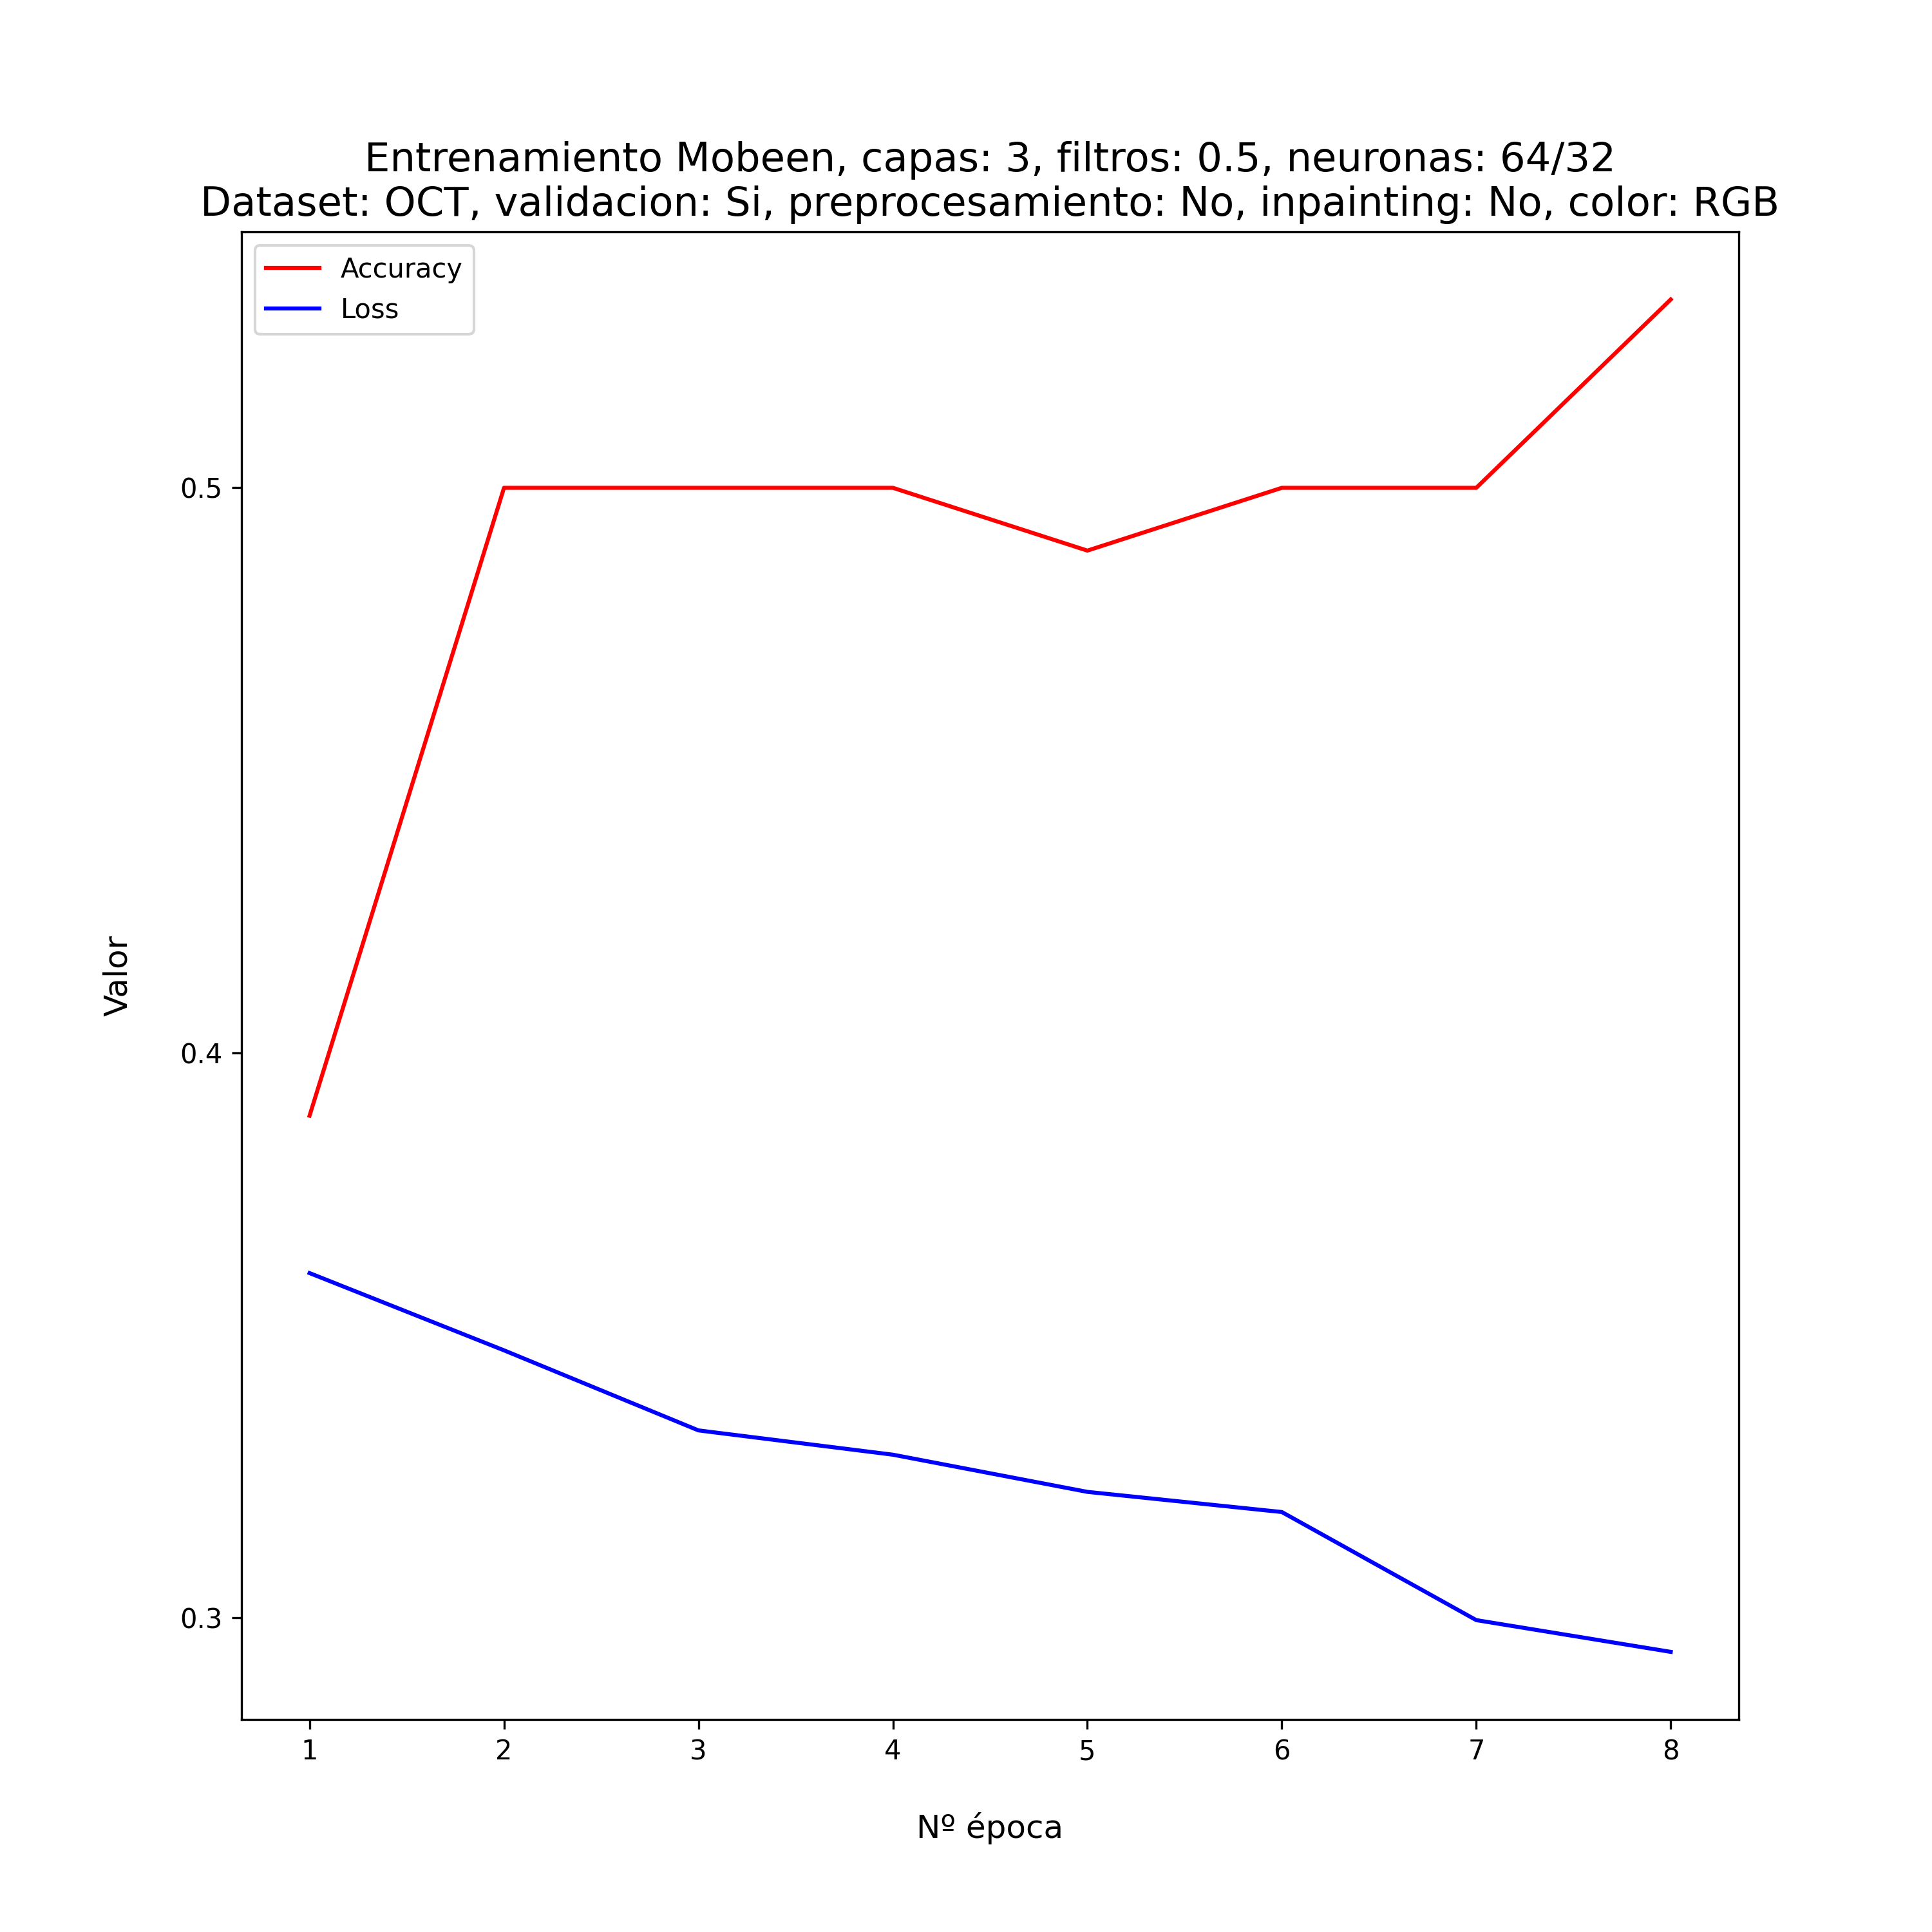 Entrenamiento Mobeen, capas: 3, filtros: 0.5, neuronas: 64/32
Dataset: OCT, validacion: Si, preprocesamiento: No, inpainting: No, color: RGB
Accuracy
Loss
0.5
0.4
0.3
Valor
1 2 3 4 5 6 7 8
Nº época